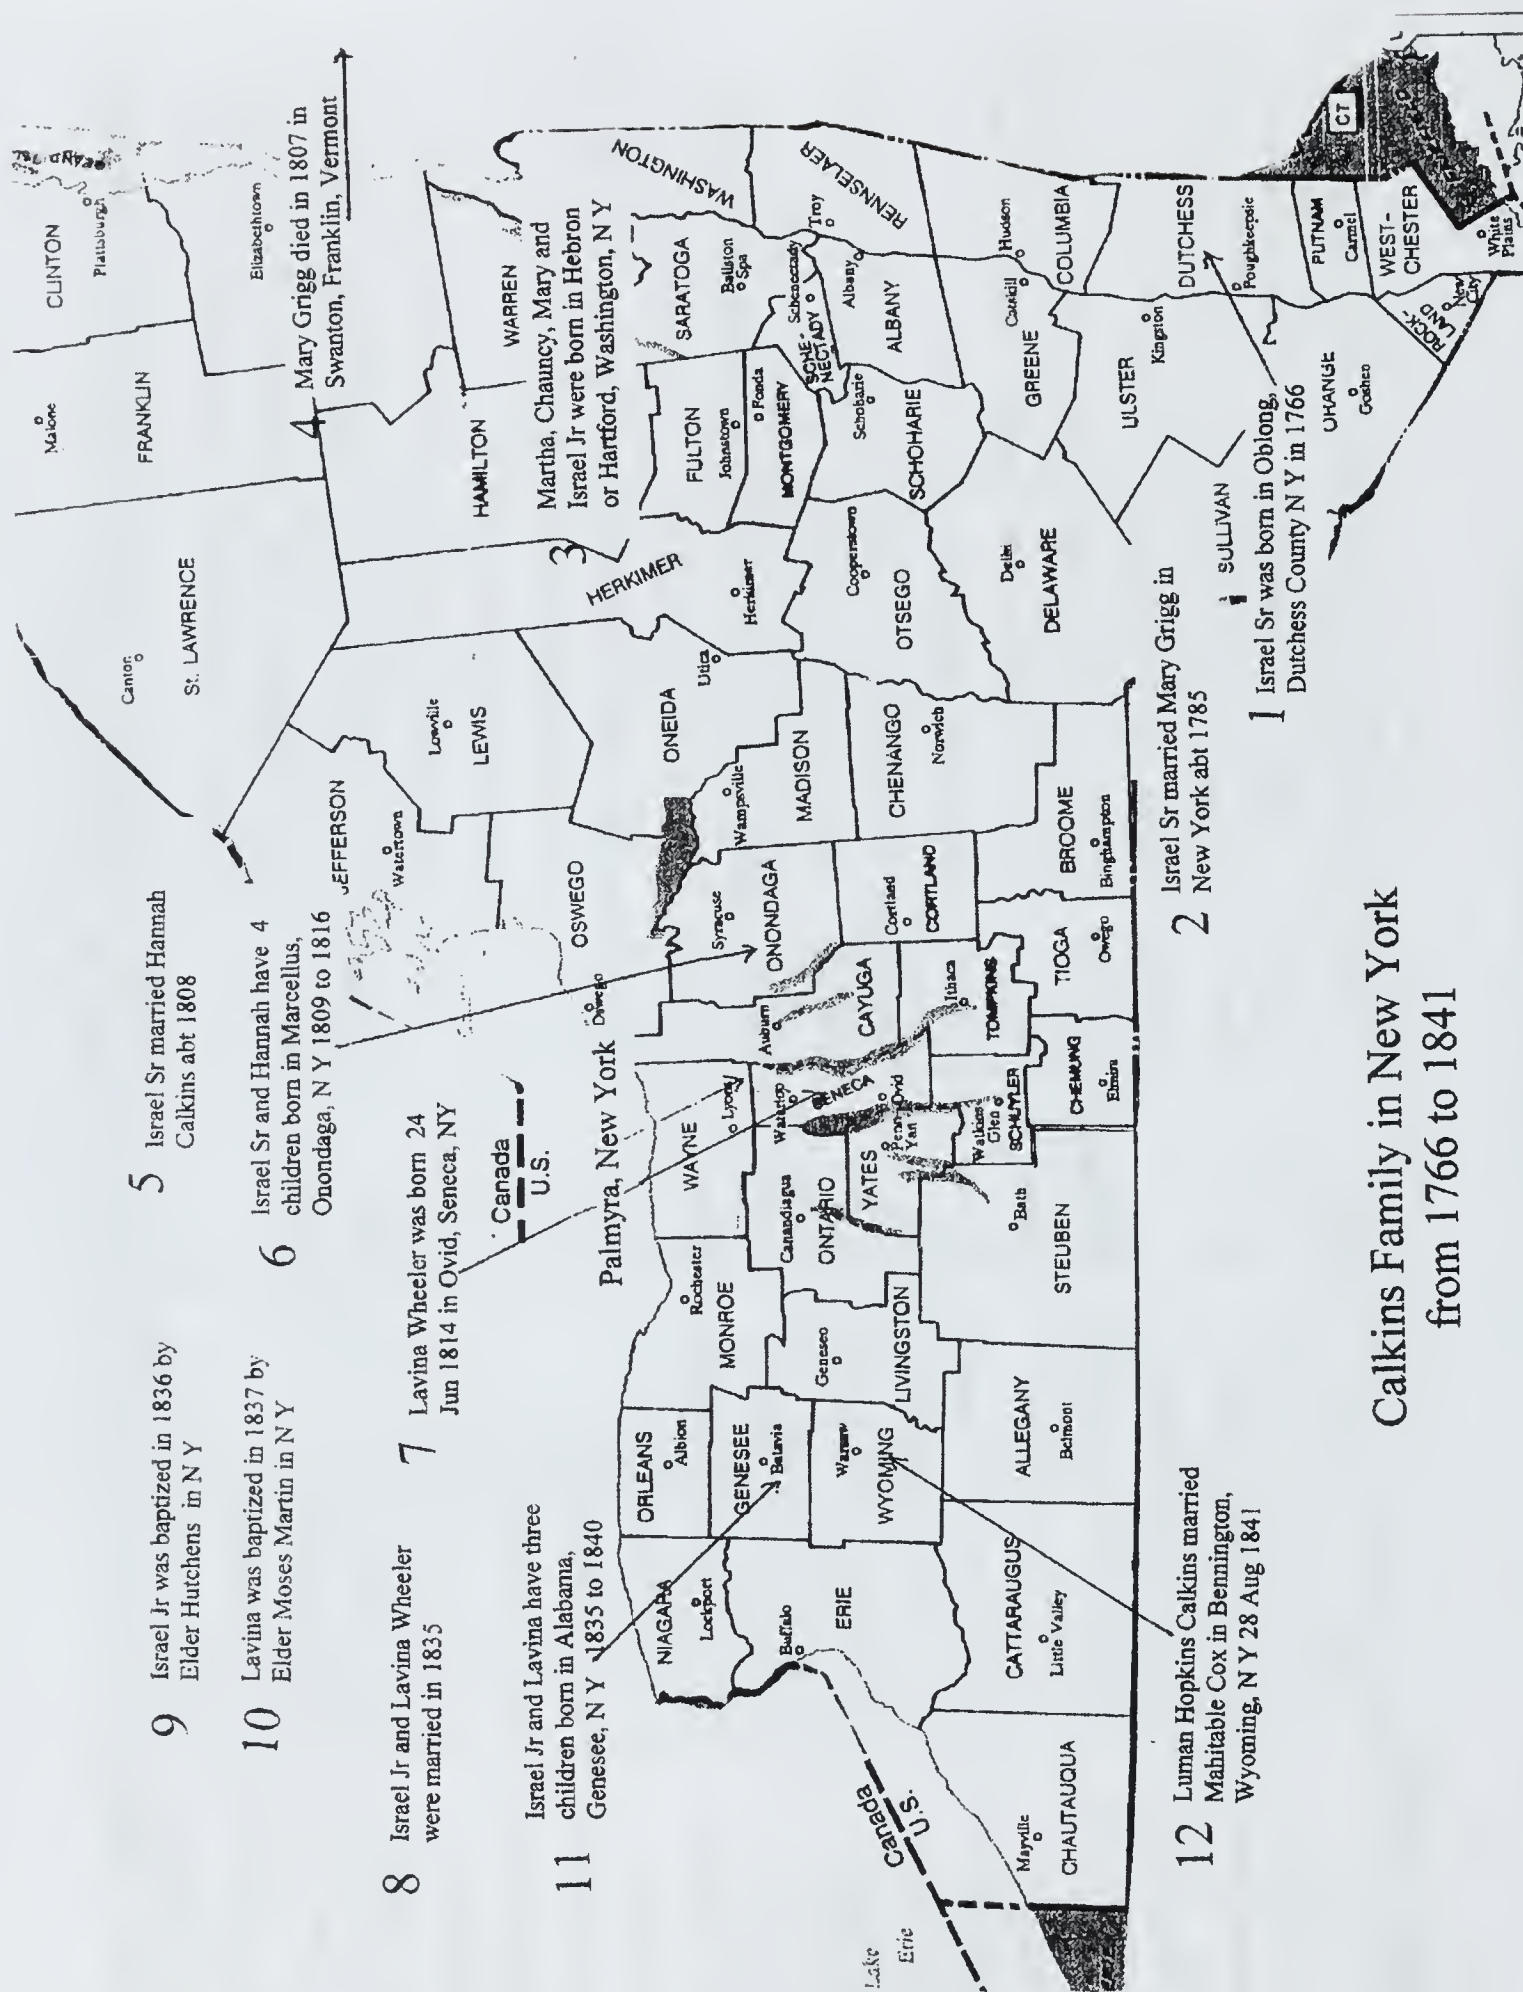 9 Israel Jr was baptized in 1836 by
Elder Hutchens in N Y
10 Lavina was baptized in 1837 by
Elder Moses Martin in N Y
8 Israel Jr and Lavina Wheeler
were married in 1835
11 Israel Jr and Lavina have three
children born in Alabama,
Genesee, N Y 1835 to 1840
5 Israel Sr married Hannah
Calkins abt 1808
6 Israel Sr and Hannah have 4
children born in Marcellus,
Onondaga, N Y 1809 to 1816
7 Lavina Wheeler was born 24
Jun 1814 in Ovid, Seneca, NY
Canada
U.S.
Palmyra, New York
4 Mary Grigg died in 1807 in
Swanton, Franklin, Vermont
3 Martha, Chauncy, Mary and
Israel Jr were born in Hebron
or Hartford, Washington, N Y
CLINTON
Plattsburgh
Malone
FRANKLIN
Elizabethtown
Canton
St. LAWRENCE
JEFFERSON
Watertown
Lowville
LEWIS
HAMILTON
WARREN
WASHINGTON
HERKIMER
Herkimer
OSWEGO
ONEIDA
Utica
FULTON
Johnstown
Fonda
MONTGOMERY
SARATOGA
Ballston
Spa
Schenectady
SCHE-
NECTADY
RENNSELAER
Troy
Albany
ALBANY
NIAGARA
Lockport
ORLEANS
Albion
GENESEE
Batavia
MONROE
Rochester
WAYNE
Lyons
Auburn
CAYUGA
Syracuse
ONONDAGA
Wampsville
MADISON
Buffalo
ERIE
Warsaw
WYOMING
Geneseo
LIVINGSTON
Canandiagua
ONTARIO
YATES
Penn
Yan
Waterloo
SENECA
Ovid
Cortland
CORTLAND
CHENANGO
Norwich
Cooperstown
OTSEGO
Schoharie
SCHOHARIE
GREENE
Catskill
Hudson
COLUMBIA
Lake
Erie
Canada
U.S.
Mayville
CHAUTAUQUA
CATTARAUGUS
Little Valley
ALLEGANY
Belmont
STEUBEN
Bath
Watkins
Glen
SCHUYLER
CHEMUNG
Elmira
Ithaca
TOMPKINS
TIOGA
Owego
BROOME
Binghampton
DELAWARE
Delhi
ULSTER
Kingston
DUTCHESS
Poughkeepsie
SULLIVAN
ORANGE
Goshen
PUTNAM
Carmel
WEST-
CHESTER
White
Plains
ROCK-
LAND
New
City
CT
12 Luman Hopkins Calkins married
Mahitable Cox in Bennington,
Wyoming, N Y 28 Aug 1841
2 Israel Sr married Mary Grigg in
New York abt 1785
1 Israel Sr was born in Oblong,
Dutchess County N Y in 1766
Calkins Family in New York
from 1766 to 1841